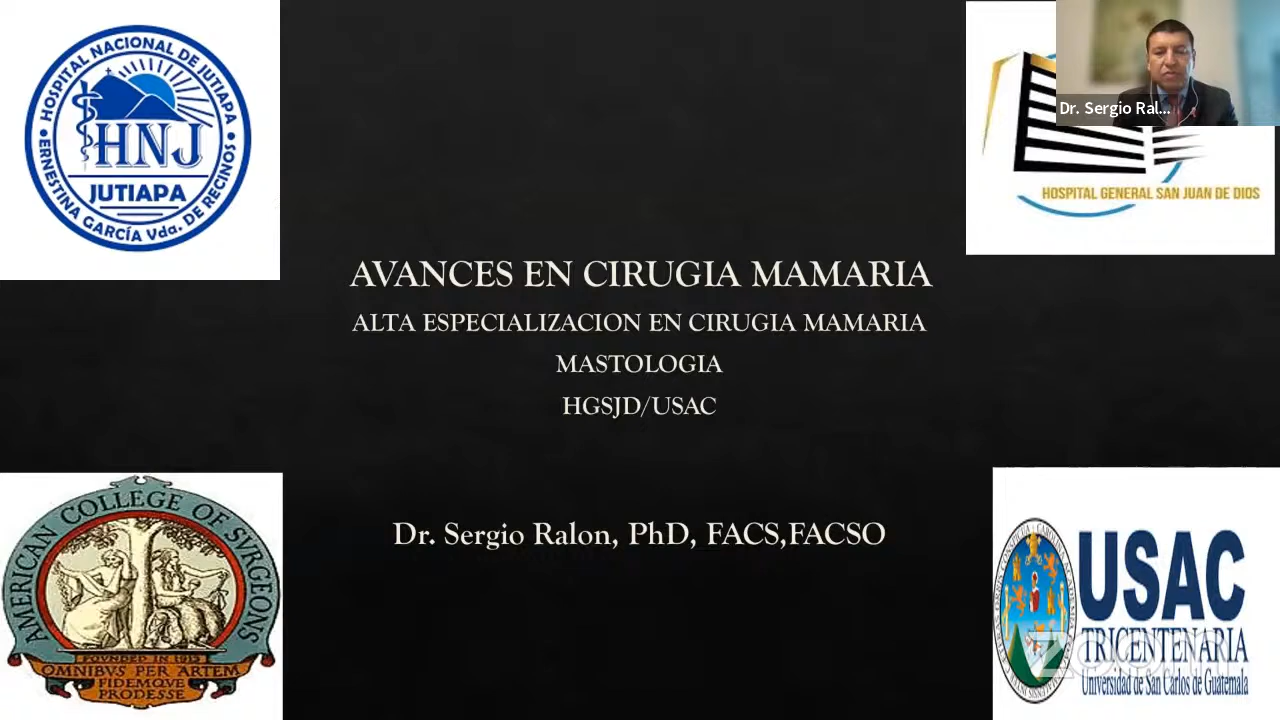 HOSPITAL NACIONAL DE JUTIAPA
HNJ
JUTIAPA
ERNESTINA GARCÍA Vda. DE RECINOS
Dr. Sergio Ral...
HOSPITAL GENERAL SAN JUAN DE DIOS
AVANCES EN CIRUGIA MAMARIA
ALTA ESPECIALIZACION EN CIRUGIA MAMARIA
MASTOLOGIA
HGSJD/USAC
Dr. Sergio Ralon, PhD, FACS,FACSO
AMERICAN COLLEGE OF SVRGEONS
FOUNDED IN 1913
OMNIBVS PER ARTEM
FIDEMQVE
PRODESSE
USAC
TRICENTENARIA
Universidad de San Carlos de Guatemala
zoom